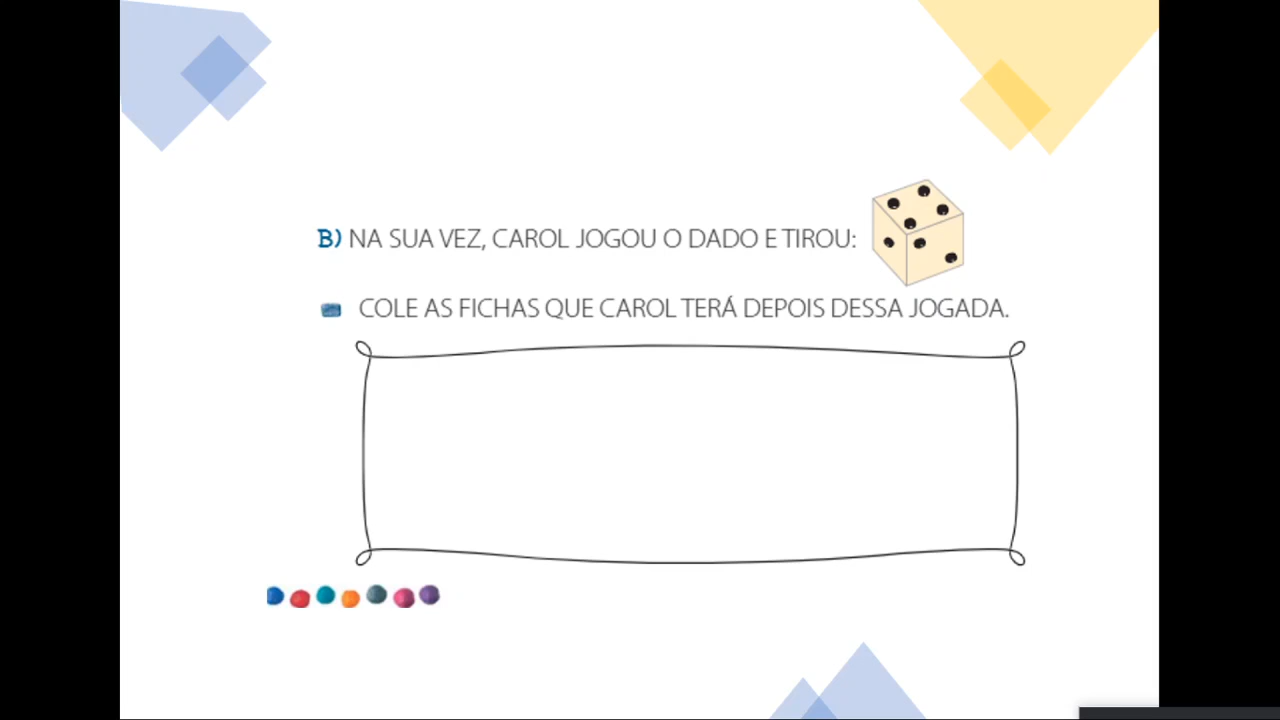 B) NA SUA VEZ, CAROL JOGOU O DADO E TIROU:
COLE AS FICHAS QUE CAROL TERÁ DEPOIS DESSA JOGADA.